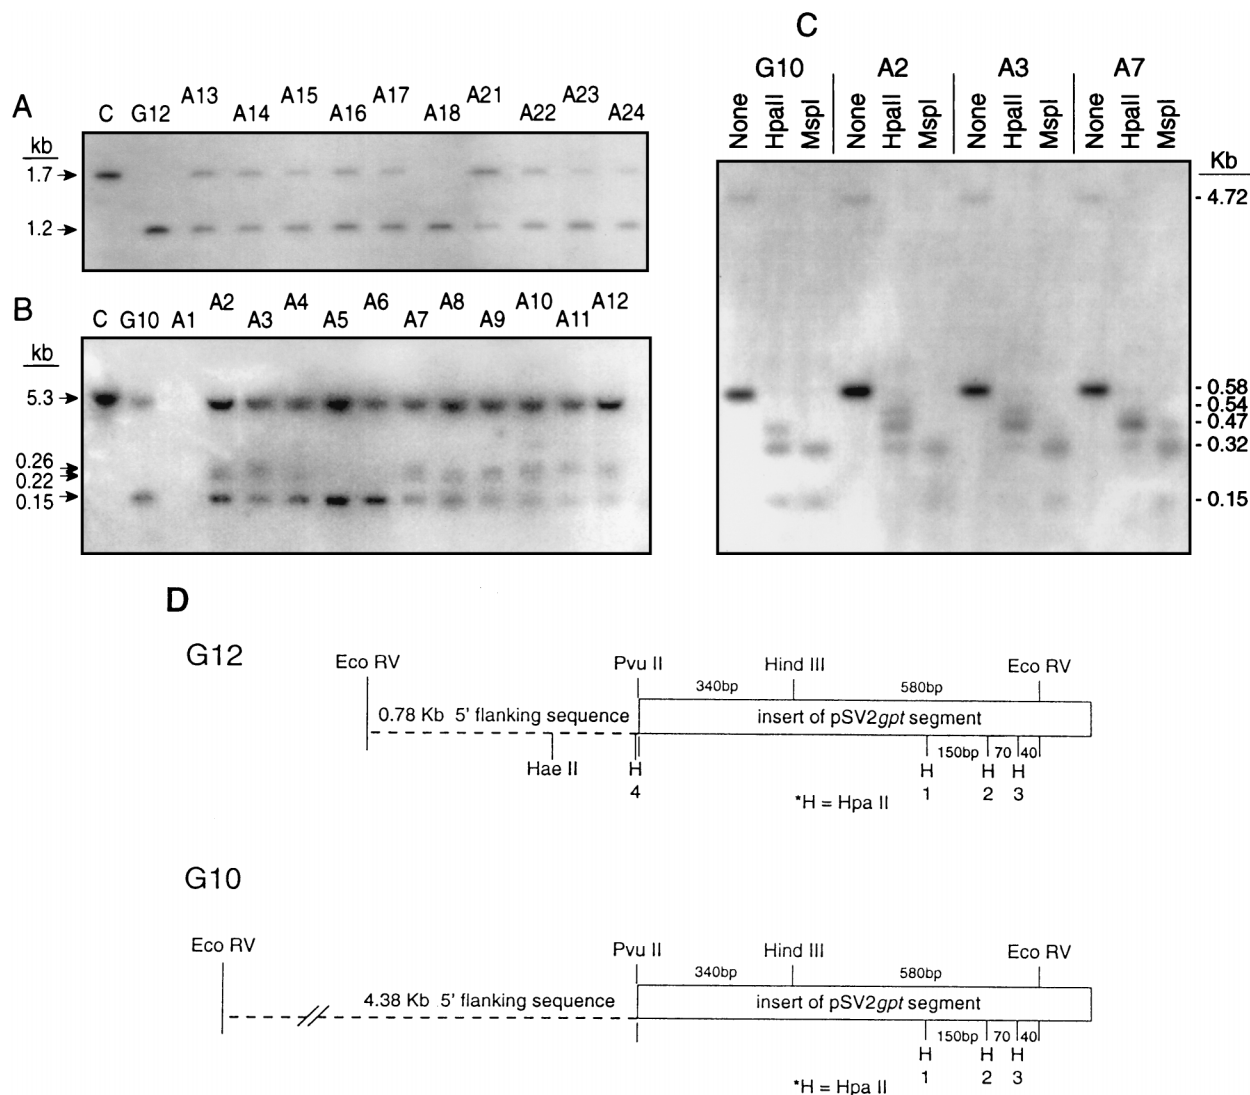 A
C G12 A13 A14 A15 A16 A17 A18 A21 A22 A23 A24
kb
1.7
1.2
B
C G10 A1 A2 A3 A4 A5 A6 A7 A8 A9 A10 A11 A12
kb
5.3
0.26
0.22
0.15
C
G10 A2 A3 A7
None HpaII MspI None HpaII MspI None HpaII MspI None HpaII MspI
Kb
- 4.72
- 0.58
- 0.54
- 0.47
- 0.32
- 0.15
D
G12
Eco RV Pvu II Hind III Eco RV
340bp 580bp
0.78 Kb 5' flanking sequence insert of pSV2gpt segment
150bp 70 40
Hae II H H H H
4 1 2 3
*H = Hpa II
G10
Eco RV Pvu II Hind III Eco RV
340bp 580bp
4.38 Kb 5' flanking sequence insert of pSV2gpt segment
150bp 70 40
H H H
1 2 3
*H = Hpa II